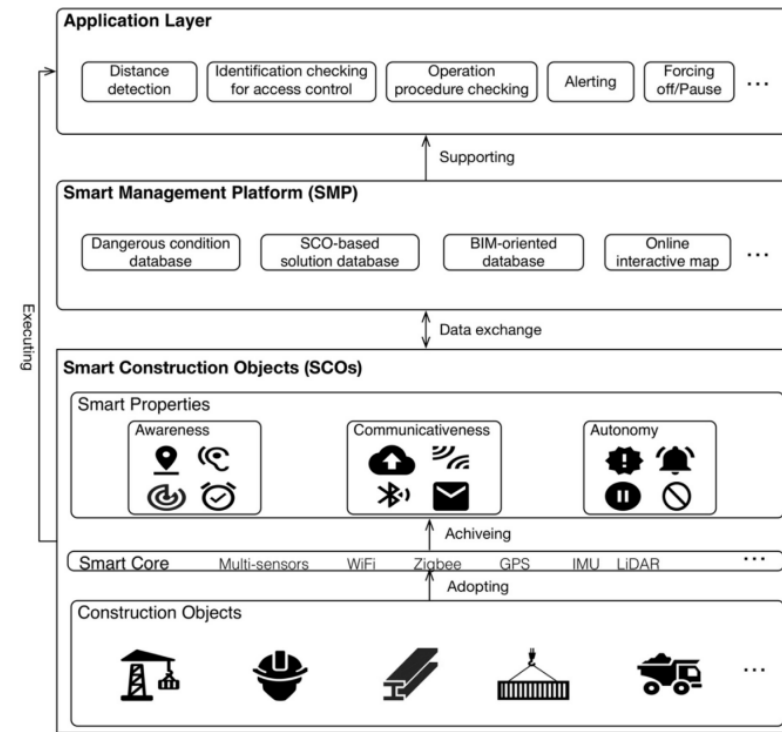 Application Layer
Distance
detection
Identification checking
for access control
Operation
procedure checking
Alerting
Forcing
off/Pause
...
Supporting
Smart Management Platform (SMP)
Dangerous condition
database
SCO-based
solution database
BIM-oriented
database
Online
interactive map
...
Executing
Data exchange
Smart Construction Objects (SCOs)
Smart Properties
Awareness
Communicativeness
Autonomy
Achiveing
Smart Core Multi-sensors WiFi Zigbee GPS IMU LiDAR ...
Adopting
Construction Objects
...